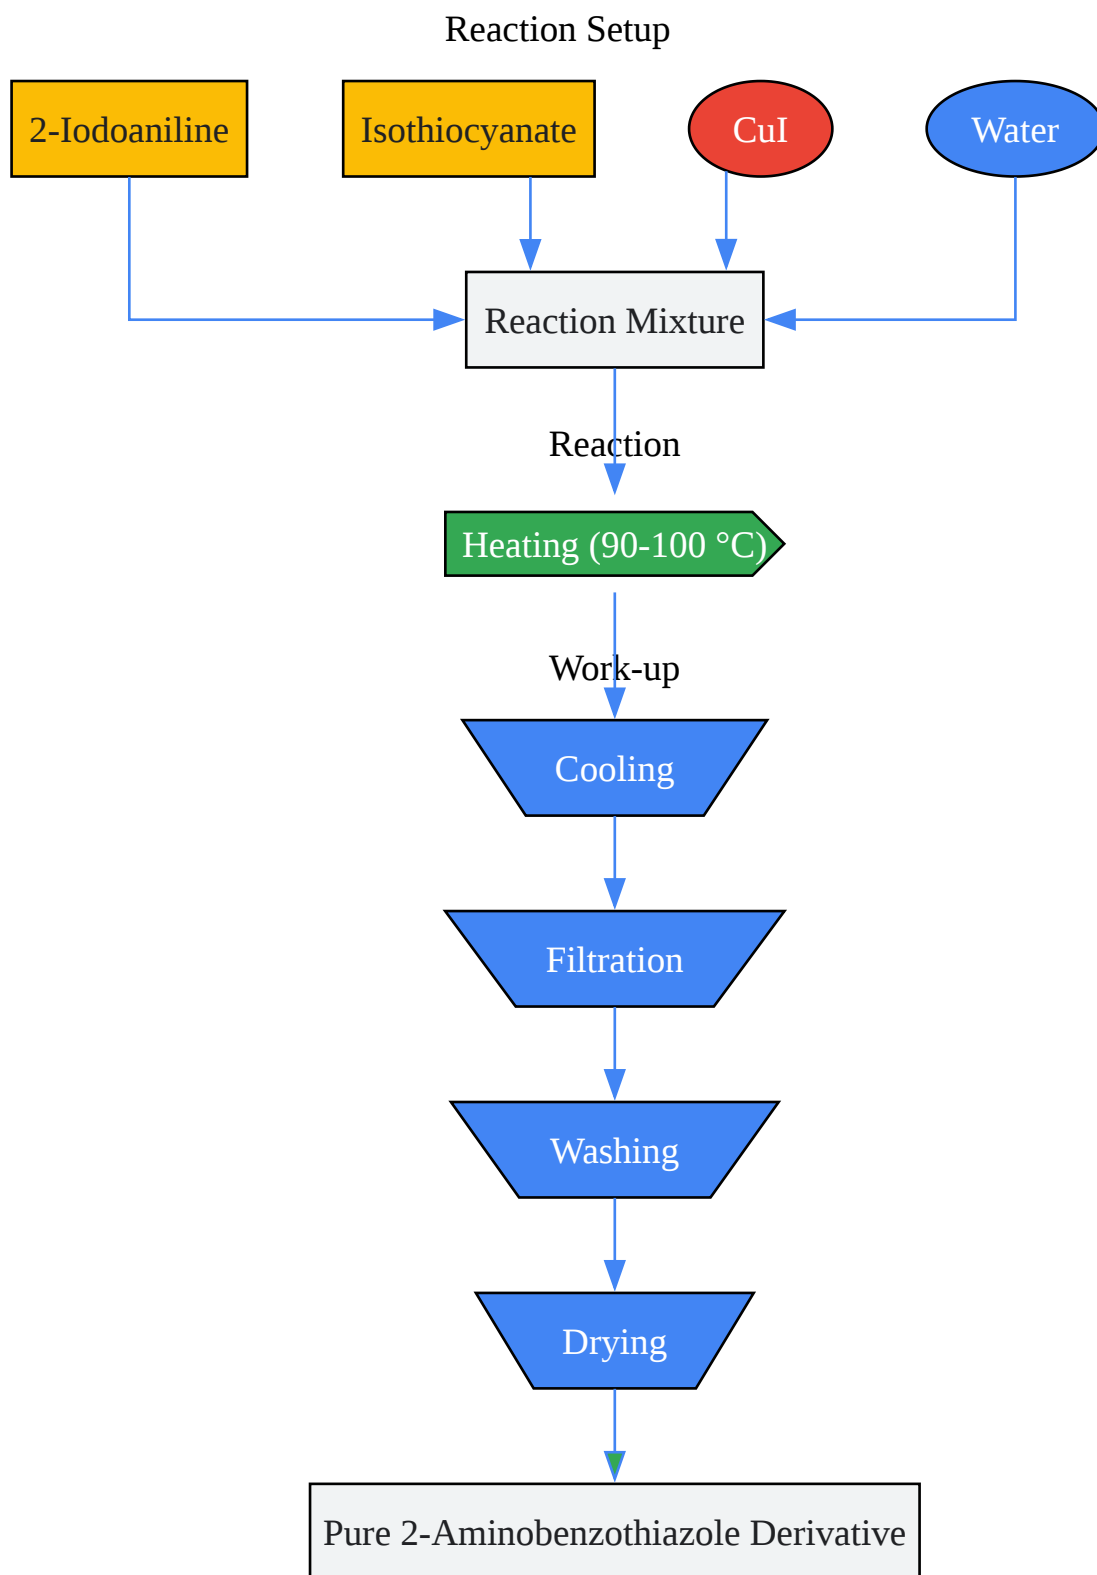 Reaction Setup
2-Iodoaniline
Isothiocyanate
CuI
Water
Reaction Mixture
Reaction
Heating (90-100 °C)
Work-up
Cooling
Filtration
Washing
Drying
Pure 2-Aminobenzothiazole Derivative